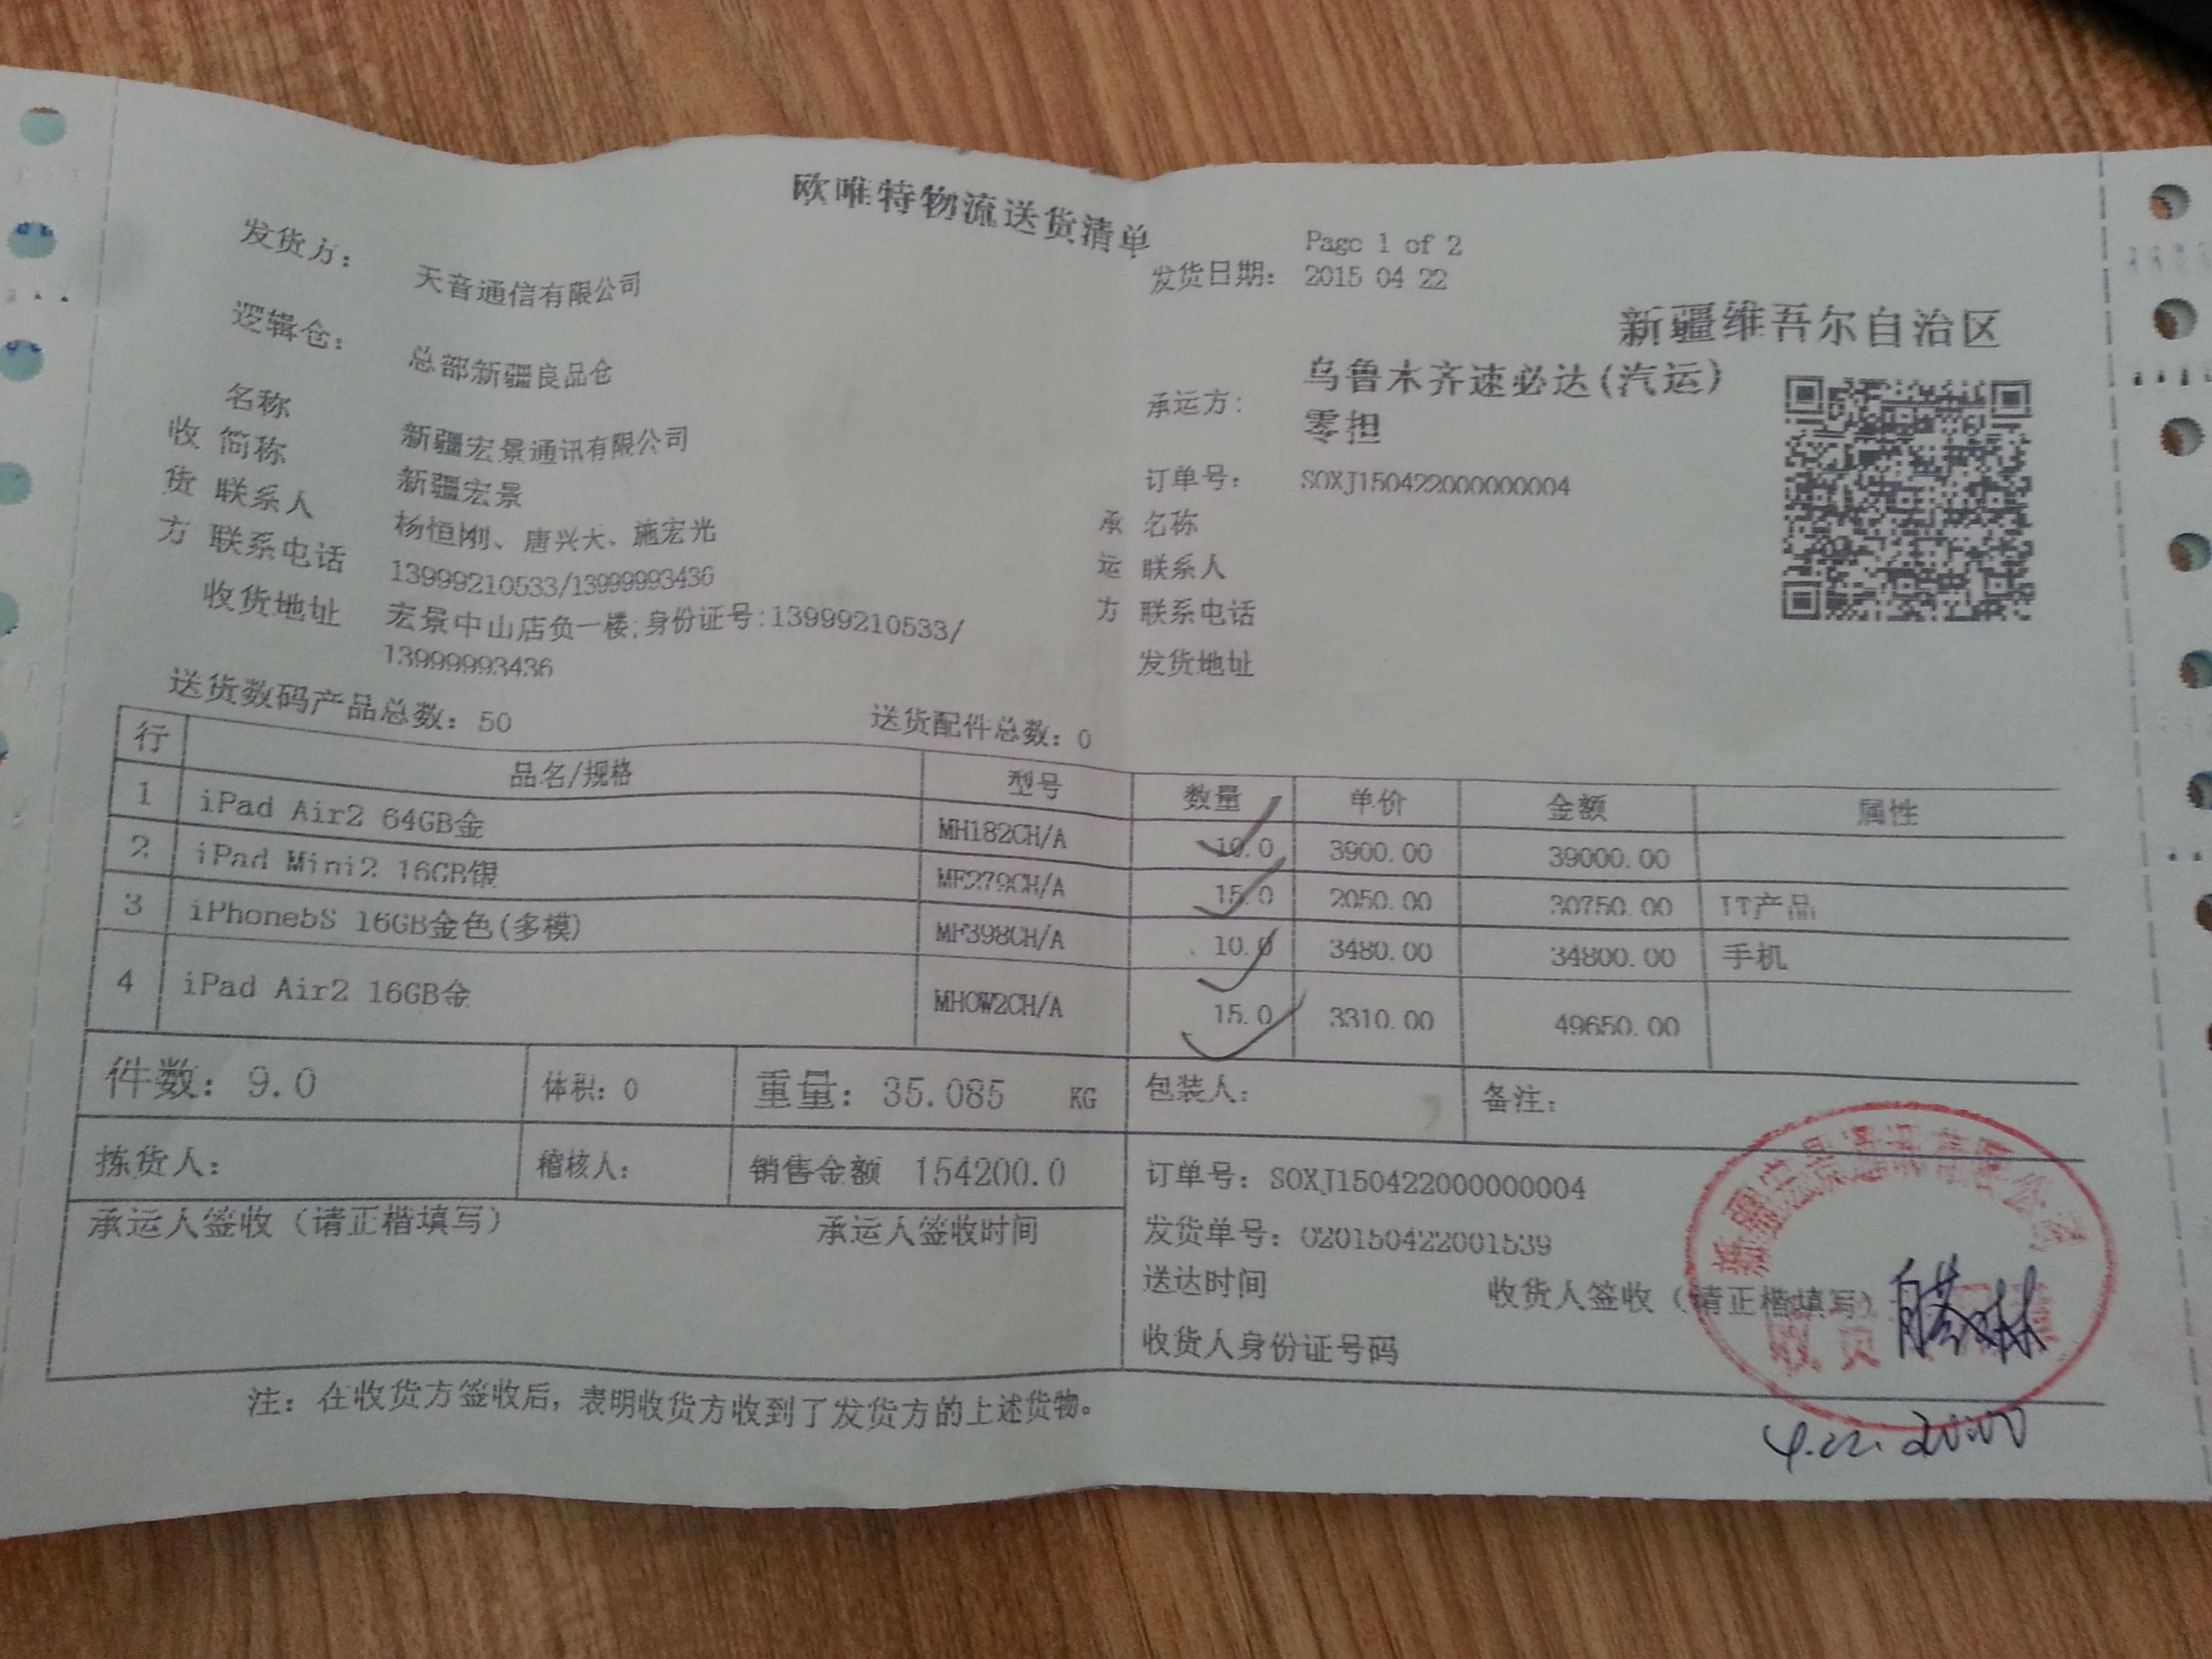 欧唯特物流送货清单
Page 1 of 2
发货方： 天音通信有限公司
发货日期： 2015 04 22
新疆维吾尔自治区
逻辑仓： 总部新疆良品仓
承运方： 乌鲁木齐速必达(汽运)
零担
收货方
名称 新疆宏景通讯有限公司
简称 新疆宏景
联系人 杨恒刚、唐兴大、施宏光
联系电话 13999210533/13999993436
收货地址 宏景中山店负一楼;身份证号:13999210533/
13999993436
订单号： SOXJ150422000000004
承运方
名称
联系人
联系电话
发货地址
送货数码产品总数：50 送货配件总数：0
行 品名/规格 型号 数量 单价 金额 属性
1 iPad Air2 64GB金 MH182CH/A 10.0 3900.00 39000.00
2 iPad Mini2 16GB银 ME279CH/A 15.0 2050.00 30750.00 IT产品
3 iPhone5S 16GB金色(多模) MF398CH/A 10.0 3480.00 34800.00 手机
4 iPad Air2 16GB金 MH0W2CH/A 15.0 3310.00 49650.00
件数：9.0 体积：0 重量：35.085 KG 包装人： 备注：
拣货人： 稽核人： 销售金额 154200.0 订单号：SOXJ150422000000004
承运人签收（请正楷填写） 承运人签收时间
发货单号：020150422001539
送达时间 收货人签收（请正楷填写）
收货人身份证号码
新疆宏景通讯有限公司
注：在收货方签收后，表明收货方收到了发货方的上述货物。
4.22. 20:00